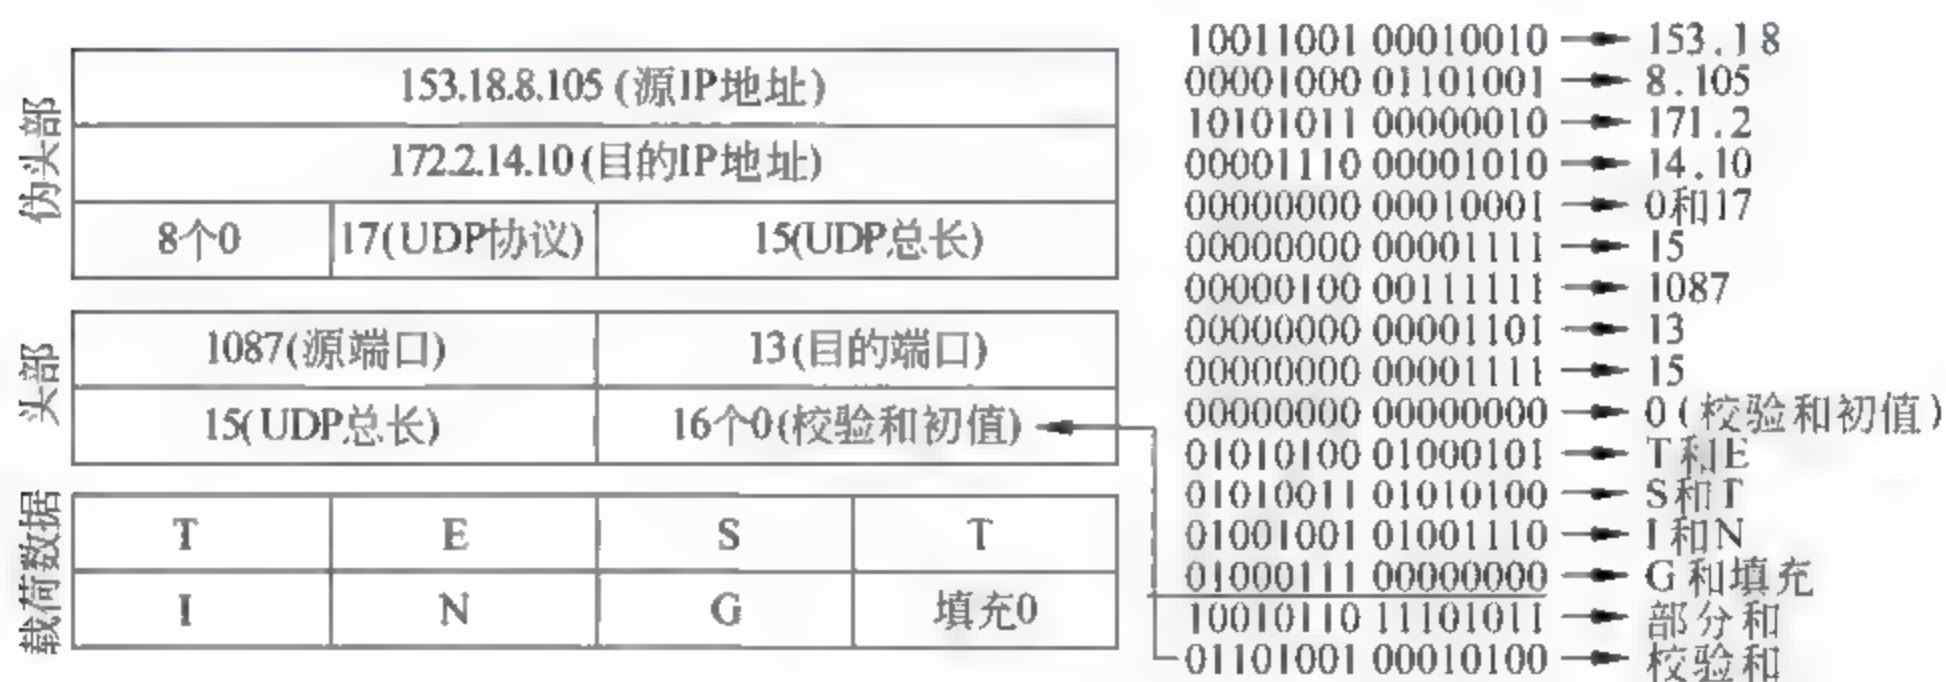 伪头部
153.18.8.105 (源IP地址)
172.2.14.10 (目的IP地址)
8个0 17(UDP协议) 15(UDP总长)
头部
1087(源端口) 13(目的端口)
15(UDP总长) 16个0(校验和初值)
载荷数据
T E S T
I N G 填充0
10011001 00010010 153.18
00001000 01101001 8.105
10101011 00000010 171.2
00001110 00001010 14.10
00000000 00010001 0和17
00000000 00001111 15
00000100 00111111 1087
00000000 00001101 13
00000000 00001111 15
00000000 00000000 0(校验和初值)
01010100 01000101 T和E
01010011 01010100 S和T
01001001 01001110 I和N
01000111 00000000 G和填充
10010110 11101011 部分和
01101001 00010100 校验和